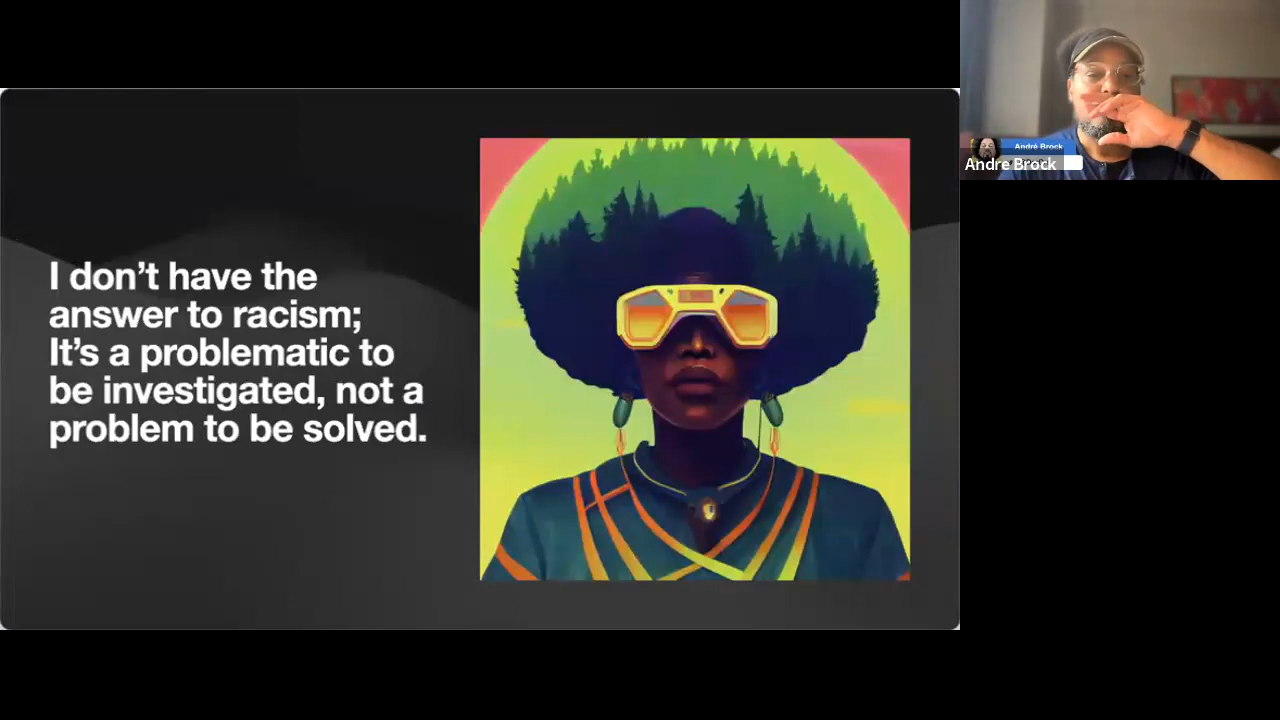 I don’t have the
answer to racism;
It’s a problematic to
be investigated, not a
problem to be solved.
André Brock
Andre Brock